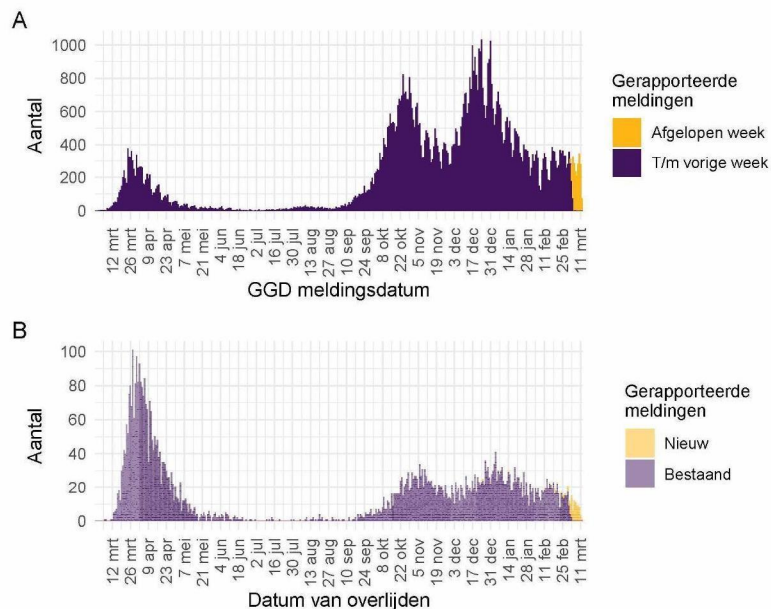 A
Aantal
1000
800
600
400
200
0
12 mrt
26 mrt
9 apr
23 apr
7 mei
21 mei
4 jun
18 jun
2 jul
16 jul
30 jul
13 aug
27 aug
10 sep
24 sep
8 okt
22 okt
5 nov
19 nov
3 dec
17 dec
31 dec
14 jan
28 jan
11 feb
25 feb
11 mrt
GGD meldingsdatum
Gerapporteerde
meldingen
Afgelopen week
T/m vorige week
B
Aantal
100
80
60
40
20
0
12 mrt
26 mrt
9 apr
23 apr
7 mei
21 mei
4 jun
18 jun
2 jul
16 jul
30 jul
13 aug
27 aug
10 sep
24 sep
8 okt
22 okt
5 nov
19 nov
3 dec
17 dec
31 dec
14 jan
28 jan
11 feb
25 feb
11 mrt
Datum van overlijden
Gerapporteerde
meldingen
Nieuw
Bestaand